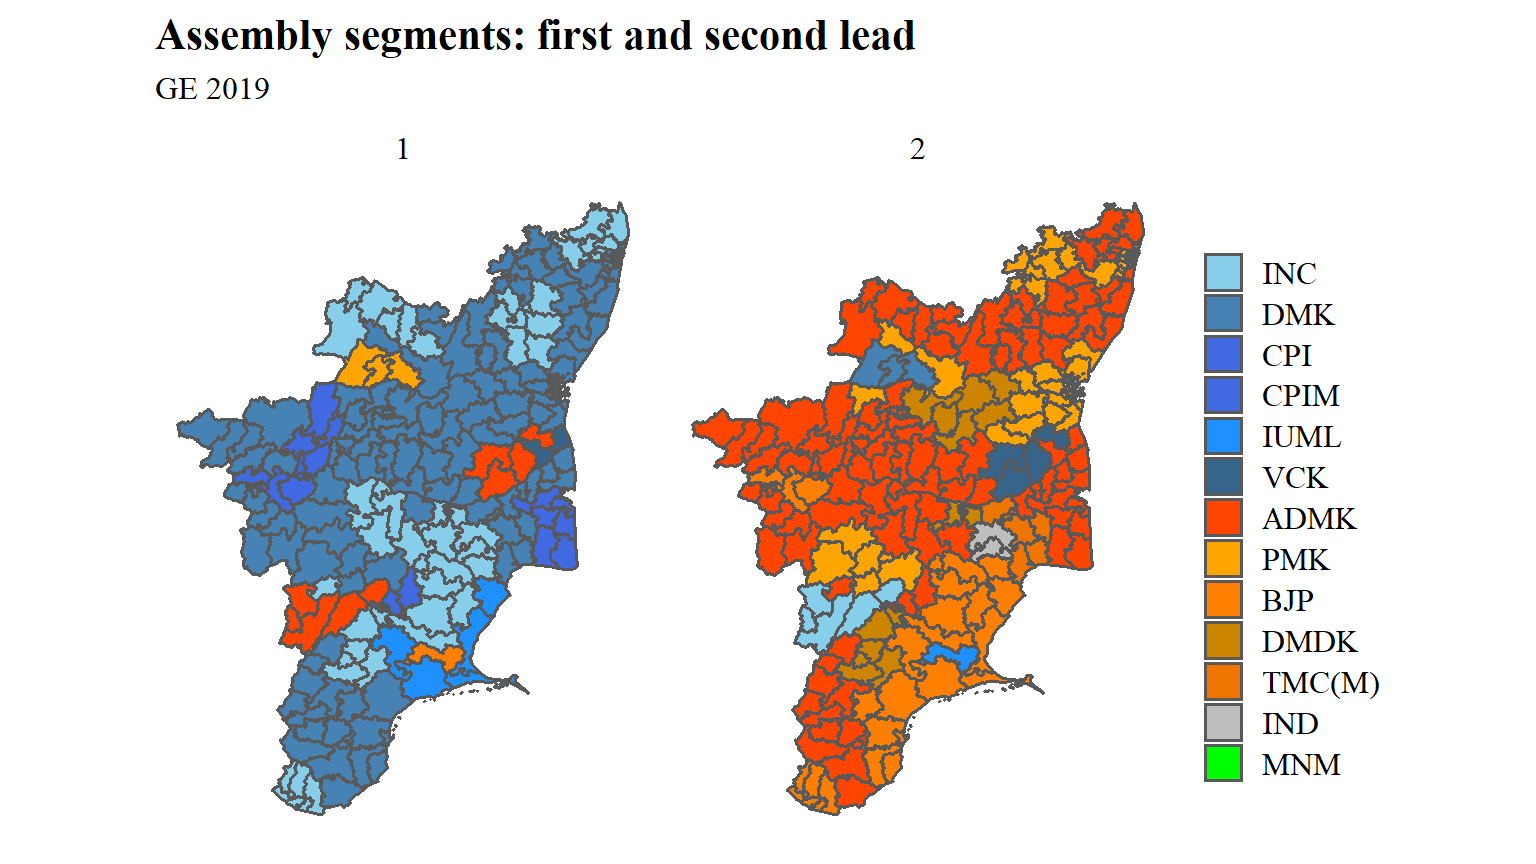 Assembly segments: first and second lead
GE 2019
1
2
INC
DMK
CPI
CPIM
IUML
VCK
ADMK
PMK
BJP
DMDK
TMC(M)
IND
MNM